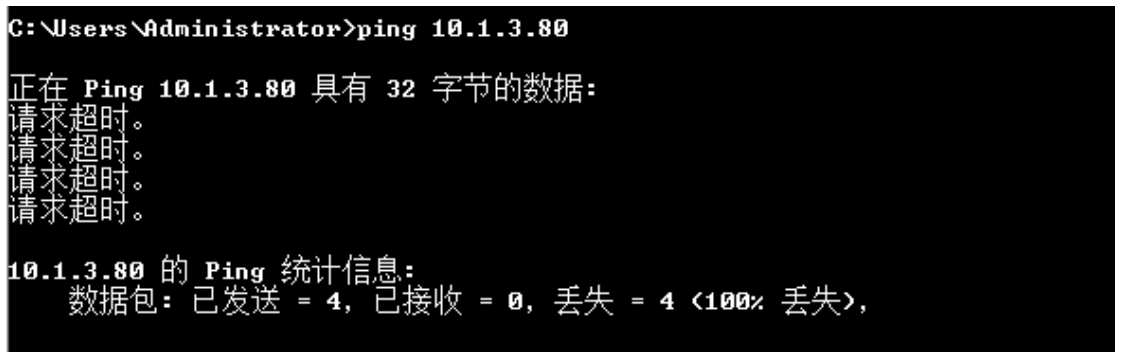 C:\Users\Administrator>ping 10.1.3.80
正在 Ping 10.1.3.80 具有 32 字节的数据:
请求超时。
请求超时。
请求超时。
请求超时。
10.1.3.80 的 Ping 统计信息:
数据包: 已发送 = 4, 已接收 = 0, 丢失 = 4 (100% 丢失),